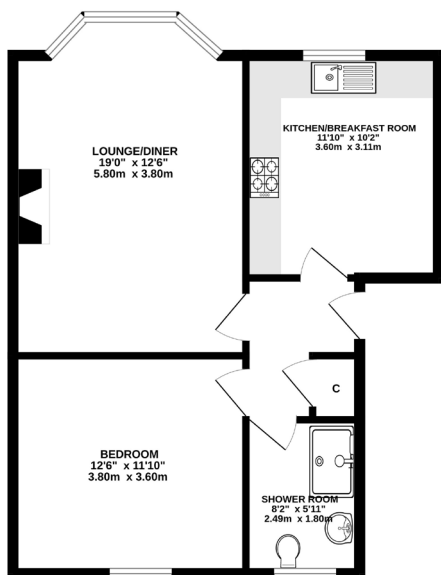 LOUNGE/DINER
19'0" x 12'6"
5.80m x 3.80m
KITCHEN/BREAKFAST ROOM
11'10" x 10'2"
3.60m x 3.11m
C
BEDROOM
12'6" x 11'10"
3.80m x 3.60m
SHOWER ROOM
8'2" x 5'11"
2.49m x 1.80m